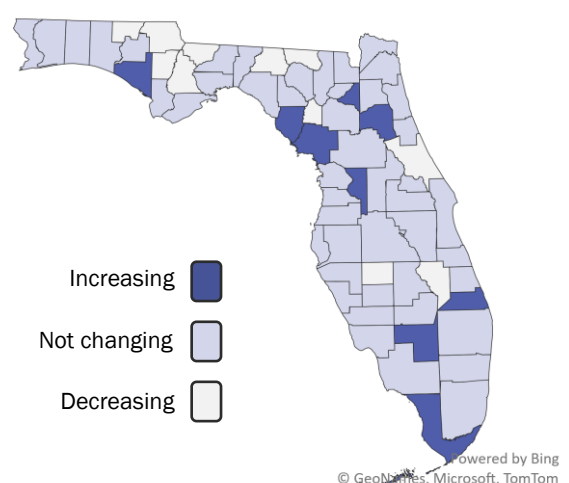 Increasing
Not changing
Decreasing
Powered by Bing
© GeoNames, Microsoft, TomTom